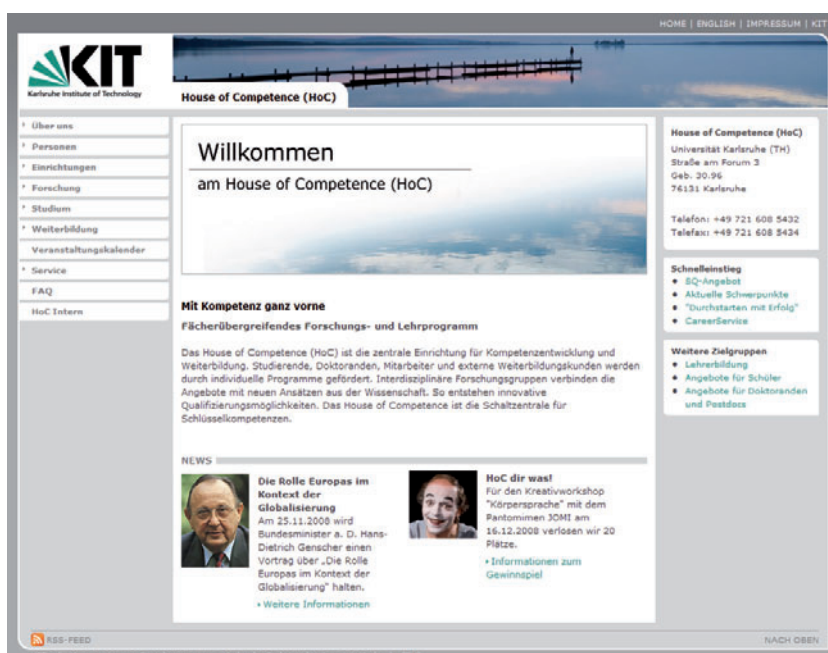 HOME | ENGLISH | IMPRESSUM | KIT
KIT
Karlsruhe Institute of Technology
House of Competence (HoC)
Über uns
Personen
Einrichtungen
Forschung
Studium
Weiterbildung
Veranstaltungskalender
Service
FAQ
HoC Intern
Willkommen
am House of Competence (HoC)
Mit Kompetenz ganz vorne
Fächerübergreifendes Forschungs- und Lehrprogramm
Das House of Competence (HoC) ist die zentrale Einrichtung für Kompetenzentwicklung und
Weiterbildung. Studierende, Doktoranden, Mitarbeiter und externe Weiterbildungskunden werden
durch individuelle Programme gefördert. Interdisziplinäre Forschungsgruppen verbinden die
Angebote mit neuen Ansätzen aus der Wissenschaft. So entstehen innovative
Qualifizierungsmöglichkeiten. Das House of Competence ist die Schaltzentrale für
Schlüsselkompetenzen.
NEWS
Die Rolle Europas im
Kontext der
Globalisierung
Am 25.11.2008 wird
Bundesminister a. D. Hans-
Dietrich Genscher einen
Vortrag über „Die Rolle
Europas im Kontext der
Globalisierung" halten.
Weitere Informationen
HoC dir was!
Für den Kreativworkshop
"Körpersprache" mit dem
Pantomimen JOMI am
16.12.2008 verlosen wir 20
Plätze.
Informationen zum
Gewinnspiel
House of Competence (HoC)
Universität Karlsruhe (TH)
Straße am Forum 3
Geb. 30.96
76131 Karlsruhe
Telefon: +49 721 608 5432
Telefax: +49 721 608 5434
Schnelleinstieg
SQ-Angebot
Aktuelle Schwerpunkte
"Durchstarten mit Erfolg"
CareerService
Weitere Zielgruppen
Lehrerbildung
Angebote für Schüler
Angebote für Doktoranden
und Postdocs
RSS-FEED
NACH OBEN